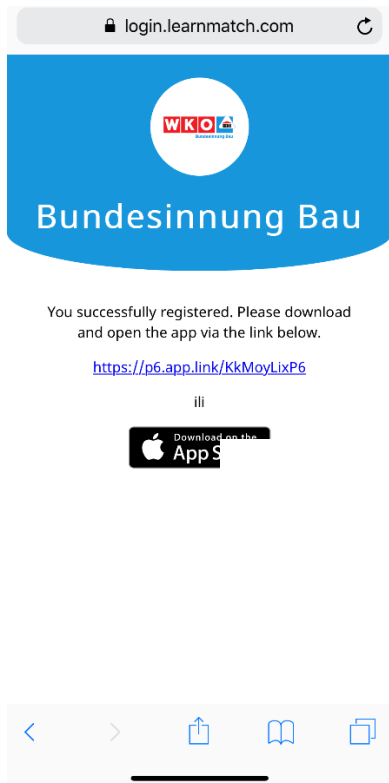 login.learnmatch.com
WKO
Bundesinnung Bau
Bundesinnung Bau
You successfully registered. Please download
and open the app via the link below.
https://p6.app.link/KkMoyLixP6
ili
Download on the
App